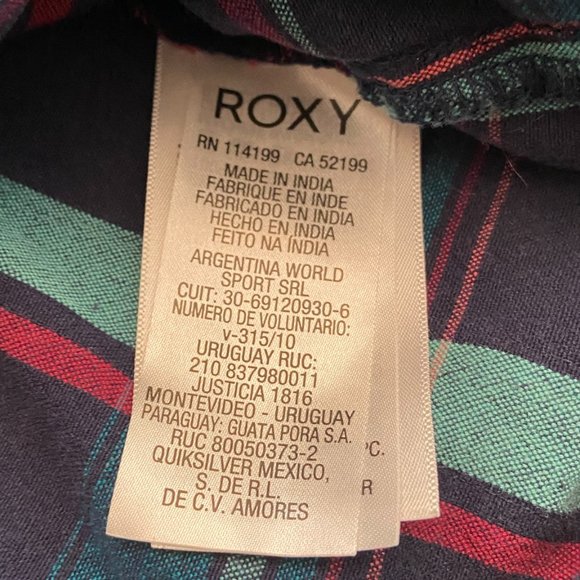 ROXY
RN 114199 CA 52199
MADE IN INDIA
FABRIQUE EN INDE
FABRICADO EN INDIA
HECHO EN INDIA
FEITO NA INDIA
ARGENTINA WORLD
SPORT SRL
CUIT: 30-69120930-6
NUMERO DE VOLUNTARIO:
v-315/10
URUGUAY RUC:
210 837980011
JUSTICIA 1816
MONTEVIDEO - URUGUAY
PARAGUAY: GUATA PORA S.A.
RUC 80050373-2
QUIKSILVER MEXICO,
S. DE R.L.
DE C.V. AMORES